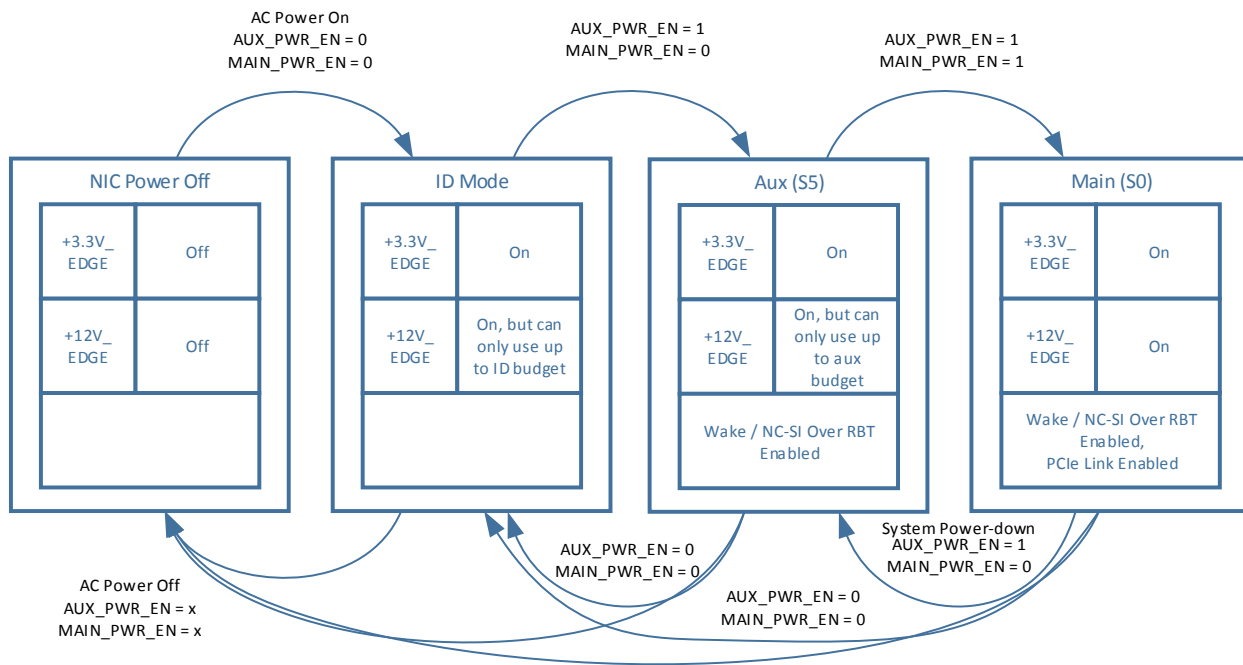 AC Power On
AUX_PWR_EN = 0
MAIN_PWR_EN = 0
AUX_PWR_EN = 1
MAIN_PWR_EN = 0
AUX_PWR_EN = 1
MAIN_PWR_EN = 1
NIC Power Off
+3.3V_
EDGE
Off
+12V_
EDGE
Off
ID Mode
+3.3V_
EDGE
On
+12V_
EDGE
On, but can
only use up
to ID budget
Aux (S5)
+3.3V_
EDGE
On
+12V_
EDGE
On, but can
only use up
to aux
budget
Wake / NC-SI Over RBT
Enabled
Main (S0)
+3.3V_
EDGE
On
+12V_
EDGE
On
Wake / NC-SI Over RBT
Enabled,
PCIe Link Enabled
AC Power Off
AUX_PWR_EN = x
MAIN_PWR_EN = x
AUX_PWR_EN = 0
MAIN_PWR_EN = 0
System Power-down
AUX_PWR_EN = 1
MAIN_PWR_EN = 0
AUX_PWR_EN = 0
MAIN_PWR_EN = 0